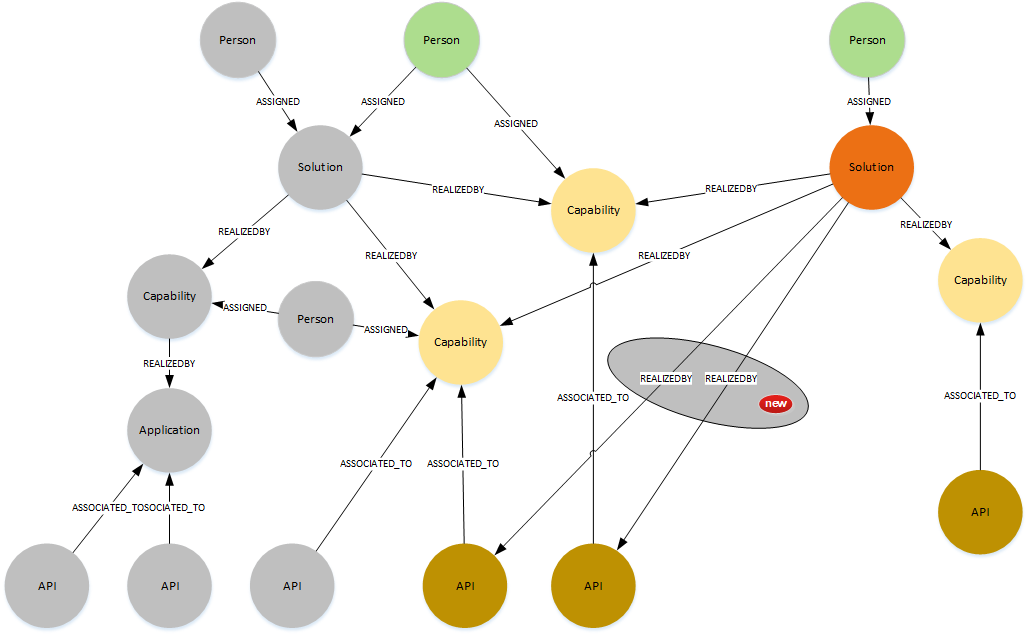 Person
Person
Person
ASSIGNED
ASSIGNED
ASSIGNED
ASSIGNED
Solution
Solution
REALIZEDBY
REALIZEDBY
Capability
REALIZEDBY
REALIZEDBY
REALIZEDBY
REALIZEDBY
Capability
Capability
ASSIGNED
Person
ASSIGNED
Capability
REALIZEDBY
REALIZEDBY
REALIZEDBY
new
ASSOCIATED_TO
ASSOCIATED_TO
Application
ASSOCIATED_TO
ASSOCIATED_TO
ASSOCIATED_TOSOCIATED_TO
API
API
API
API
API
API